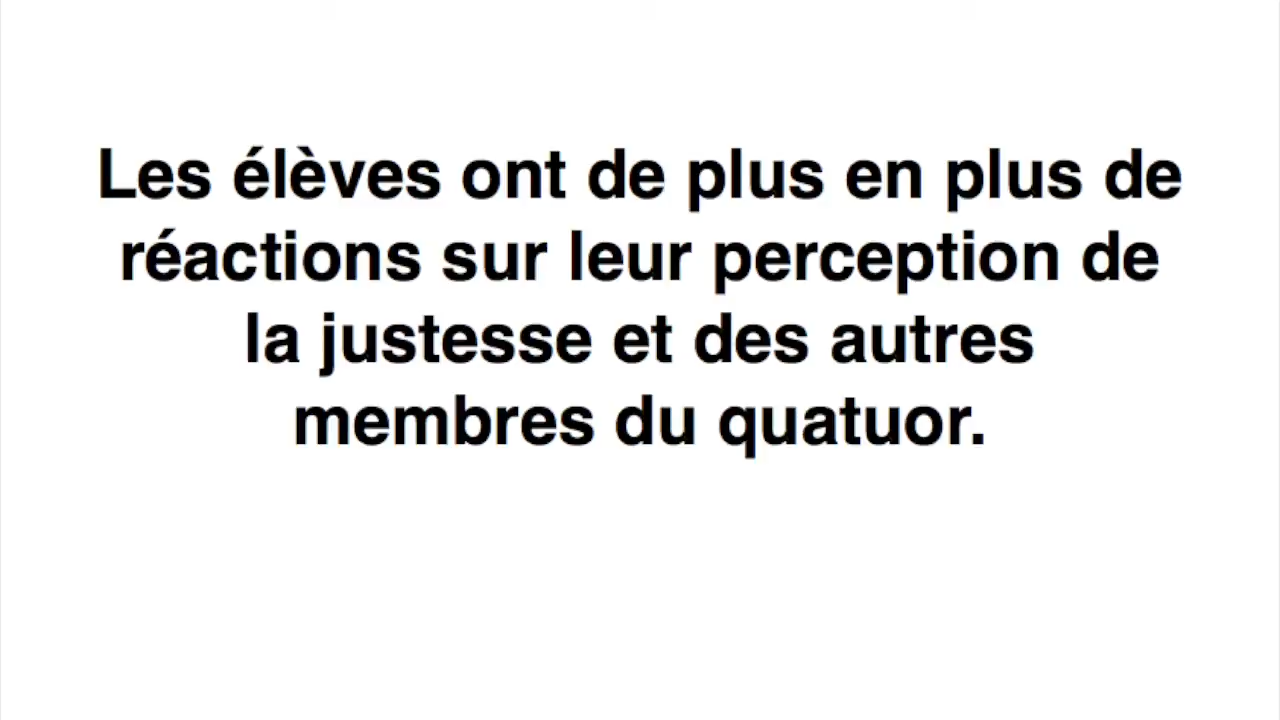 Les élèves ont de plus en plus de
réactions sur leur perception de
la justesse et des autres
membres du quatuor.